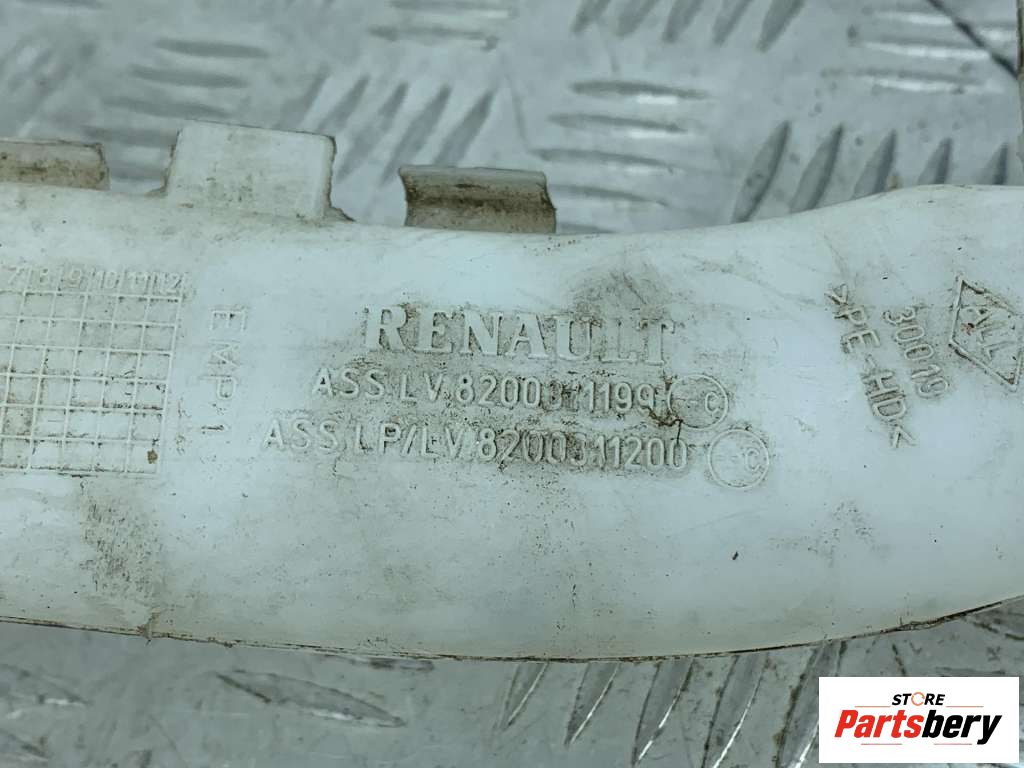 7 8 9 10 11 12
EMP 1
RENAULT
ASS.LV.8200311199 C
ASS.LP/LV.8200311200 C
>PE-HD<
30019
STORE
Partsbery